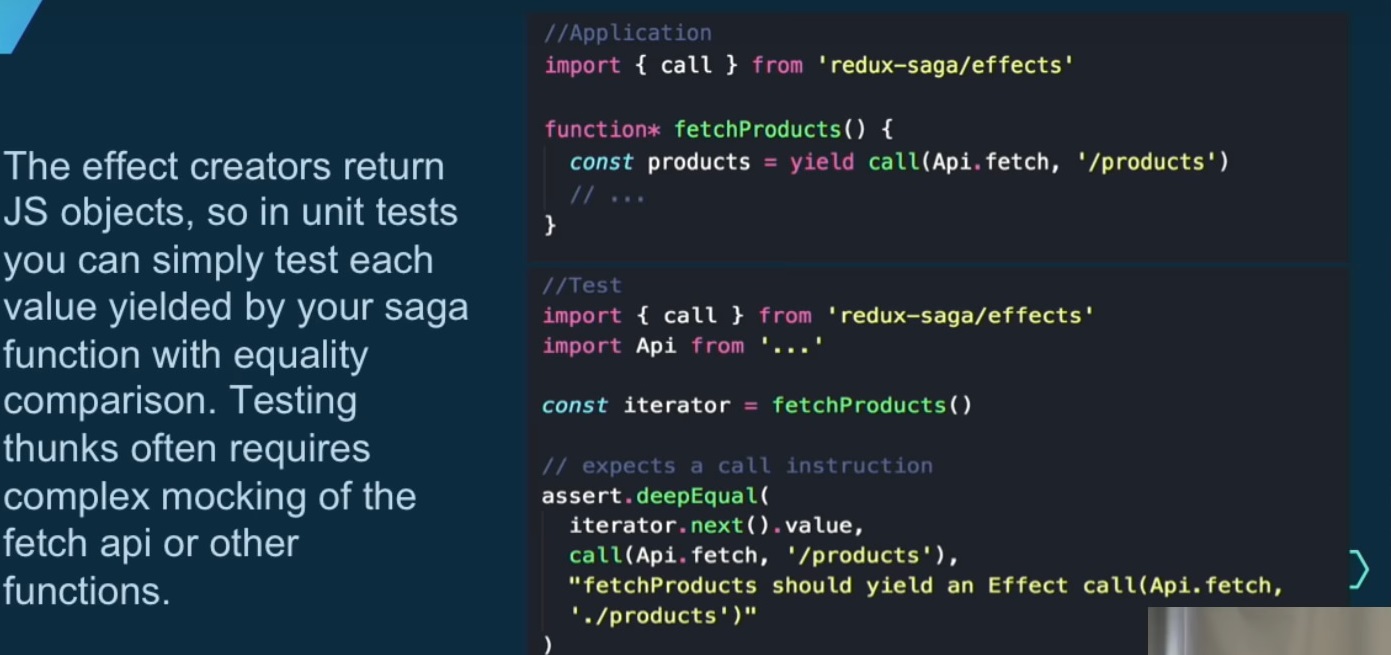 The effect creators return
JS objects, so in unit tests
you can simply test each
value yielded by your saga
function with equality
comparison. Testing
thunks often requires
complex mocking of the
fetch api or other
functions.
//Application
import { call } from 'redux-saga/effects'
function* fetchProducts() {
const products = yield call(Api.fetch, '/products')
// ...
}
//Test
import { call } from 'redux-saga/effects'
import Api from '...'
const iterator = fetchProducts()
// expects a call instruction
assert.deepEqual(
iterator.next().value,
call(Api.fetch, '/products'),
"fetchProducts should yield an Effect call(Api.fetch,
'./products')"
)